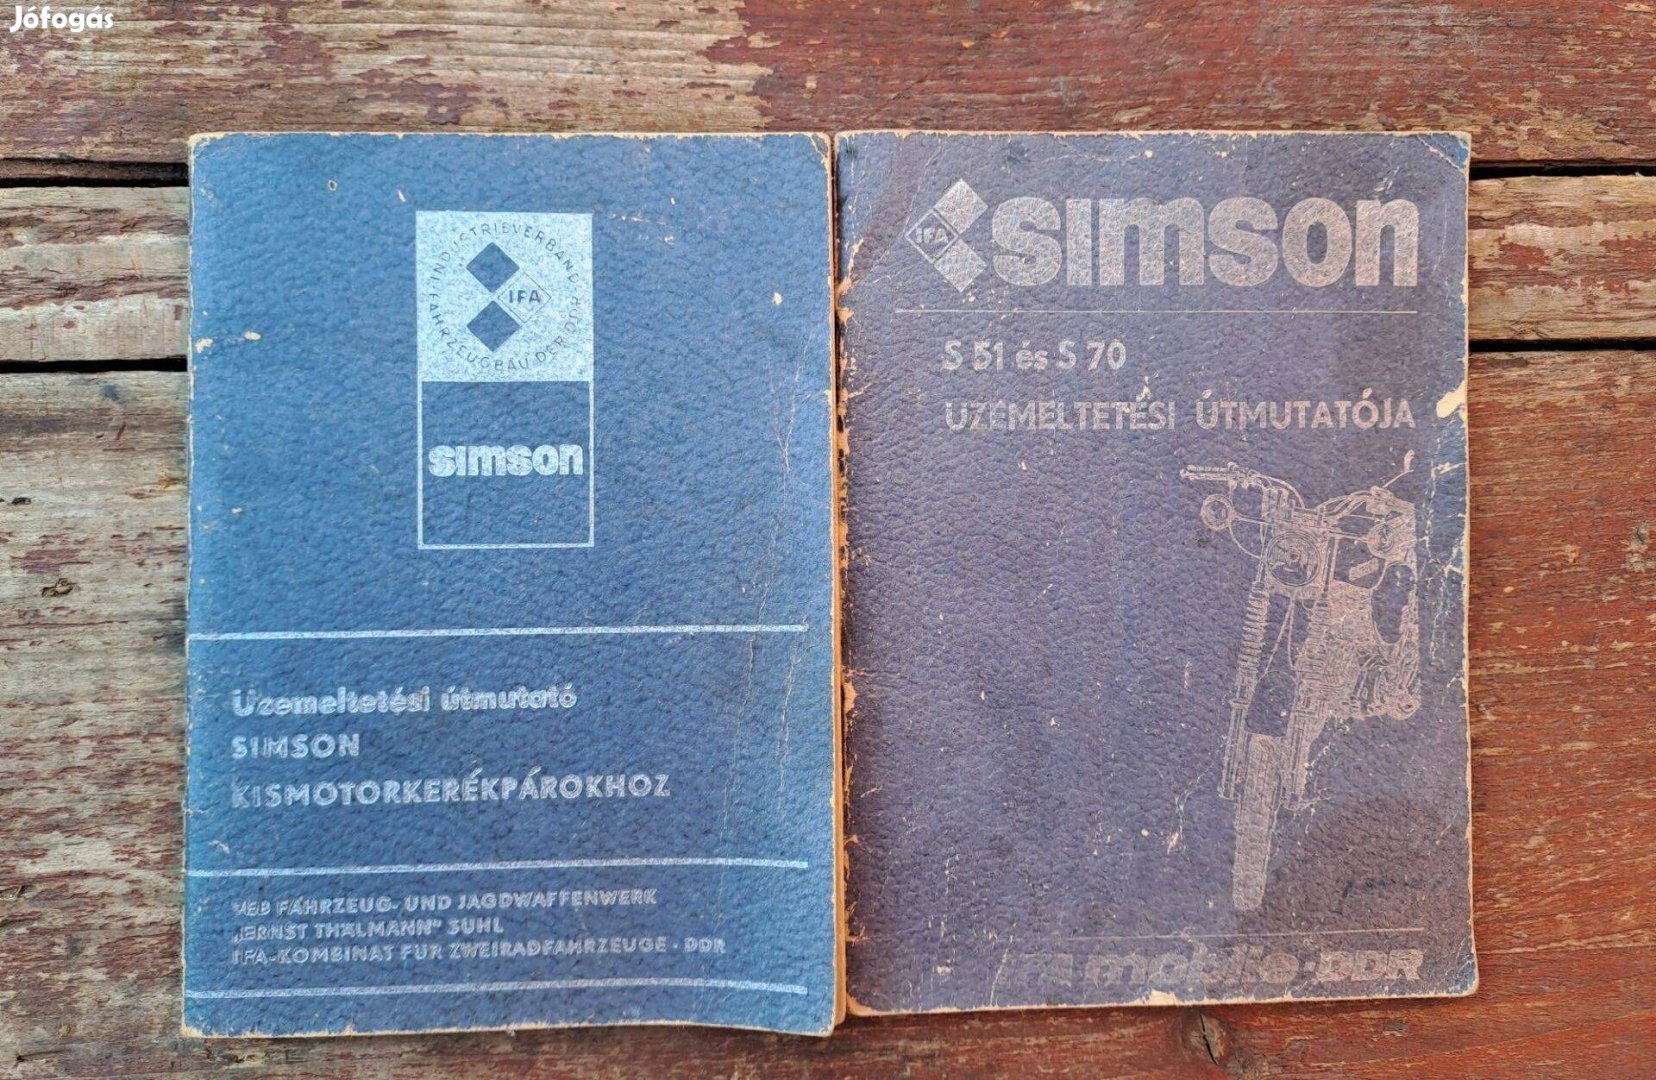 Jófogás
INDUSTRIEVERBAND
FAHRZEUGBAU DER DDR
IFA
simson
Üzemeltetési útmutató
SIMSON
KISMOTORKERÉKPÁROKHOZ
VEB FAHRZEUG- UND JAGDWAFFENWERK
„ERNST THÄLMANN” SUHL
IFA-KOMBINAT FÜR ZWEIRADFAHRZEUGE · DDR
IFA
simson
S 51 és S 70
ÜZEMELTETÉSI ÚTMUTATÓJA
mobile-DDR